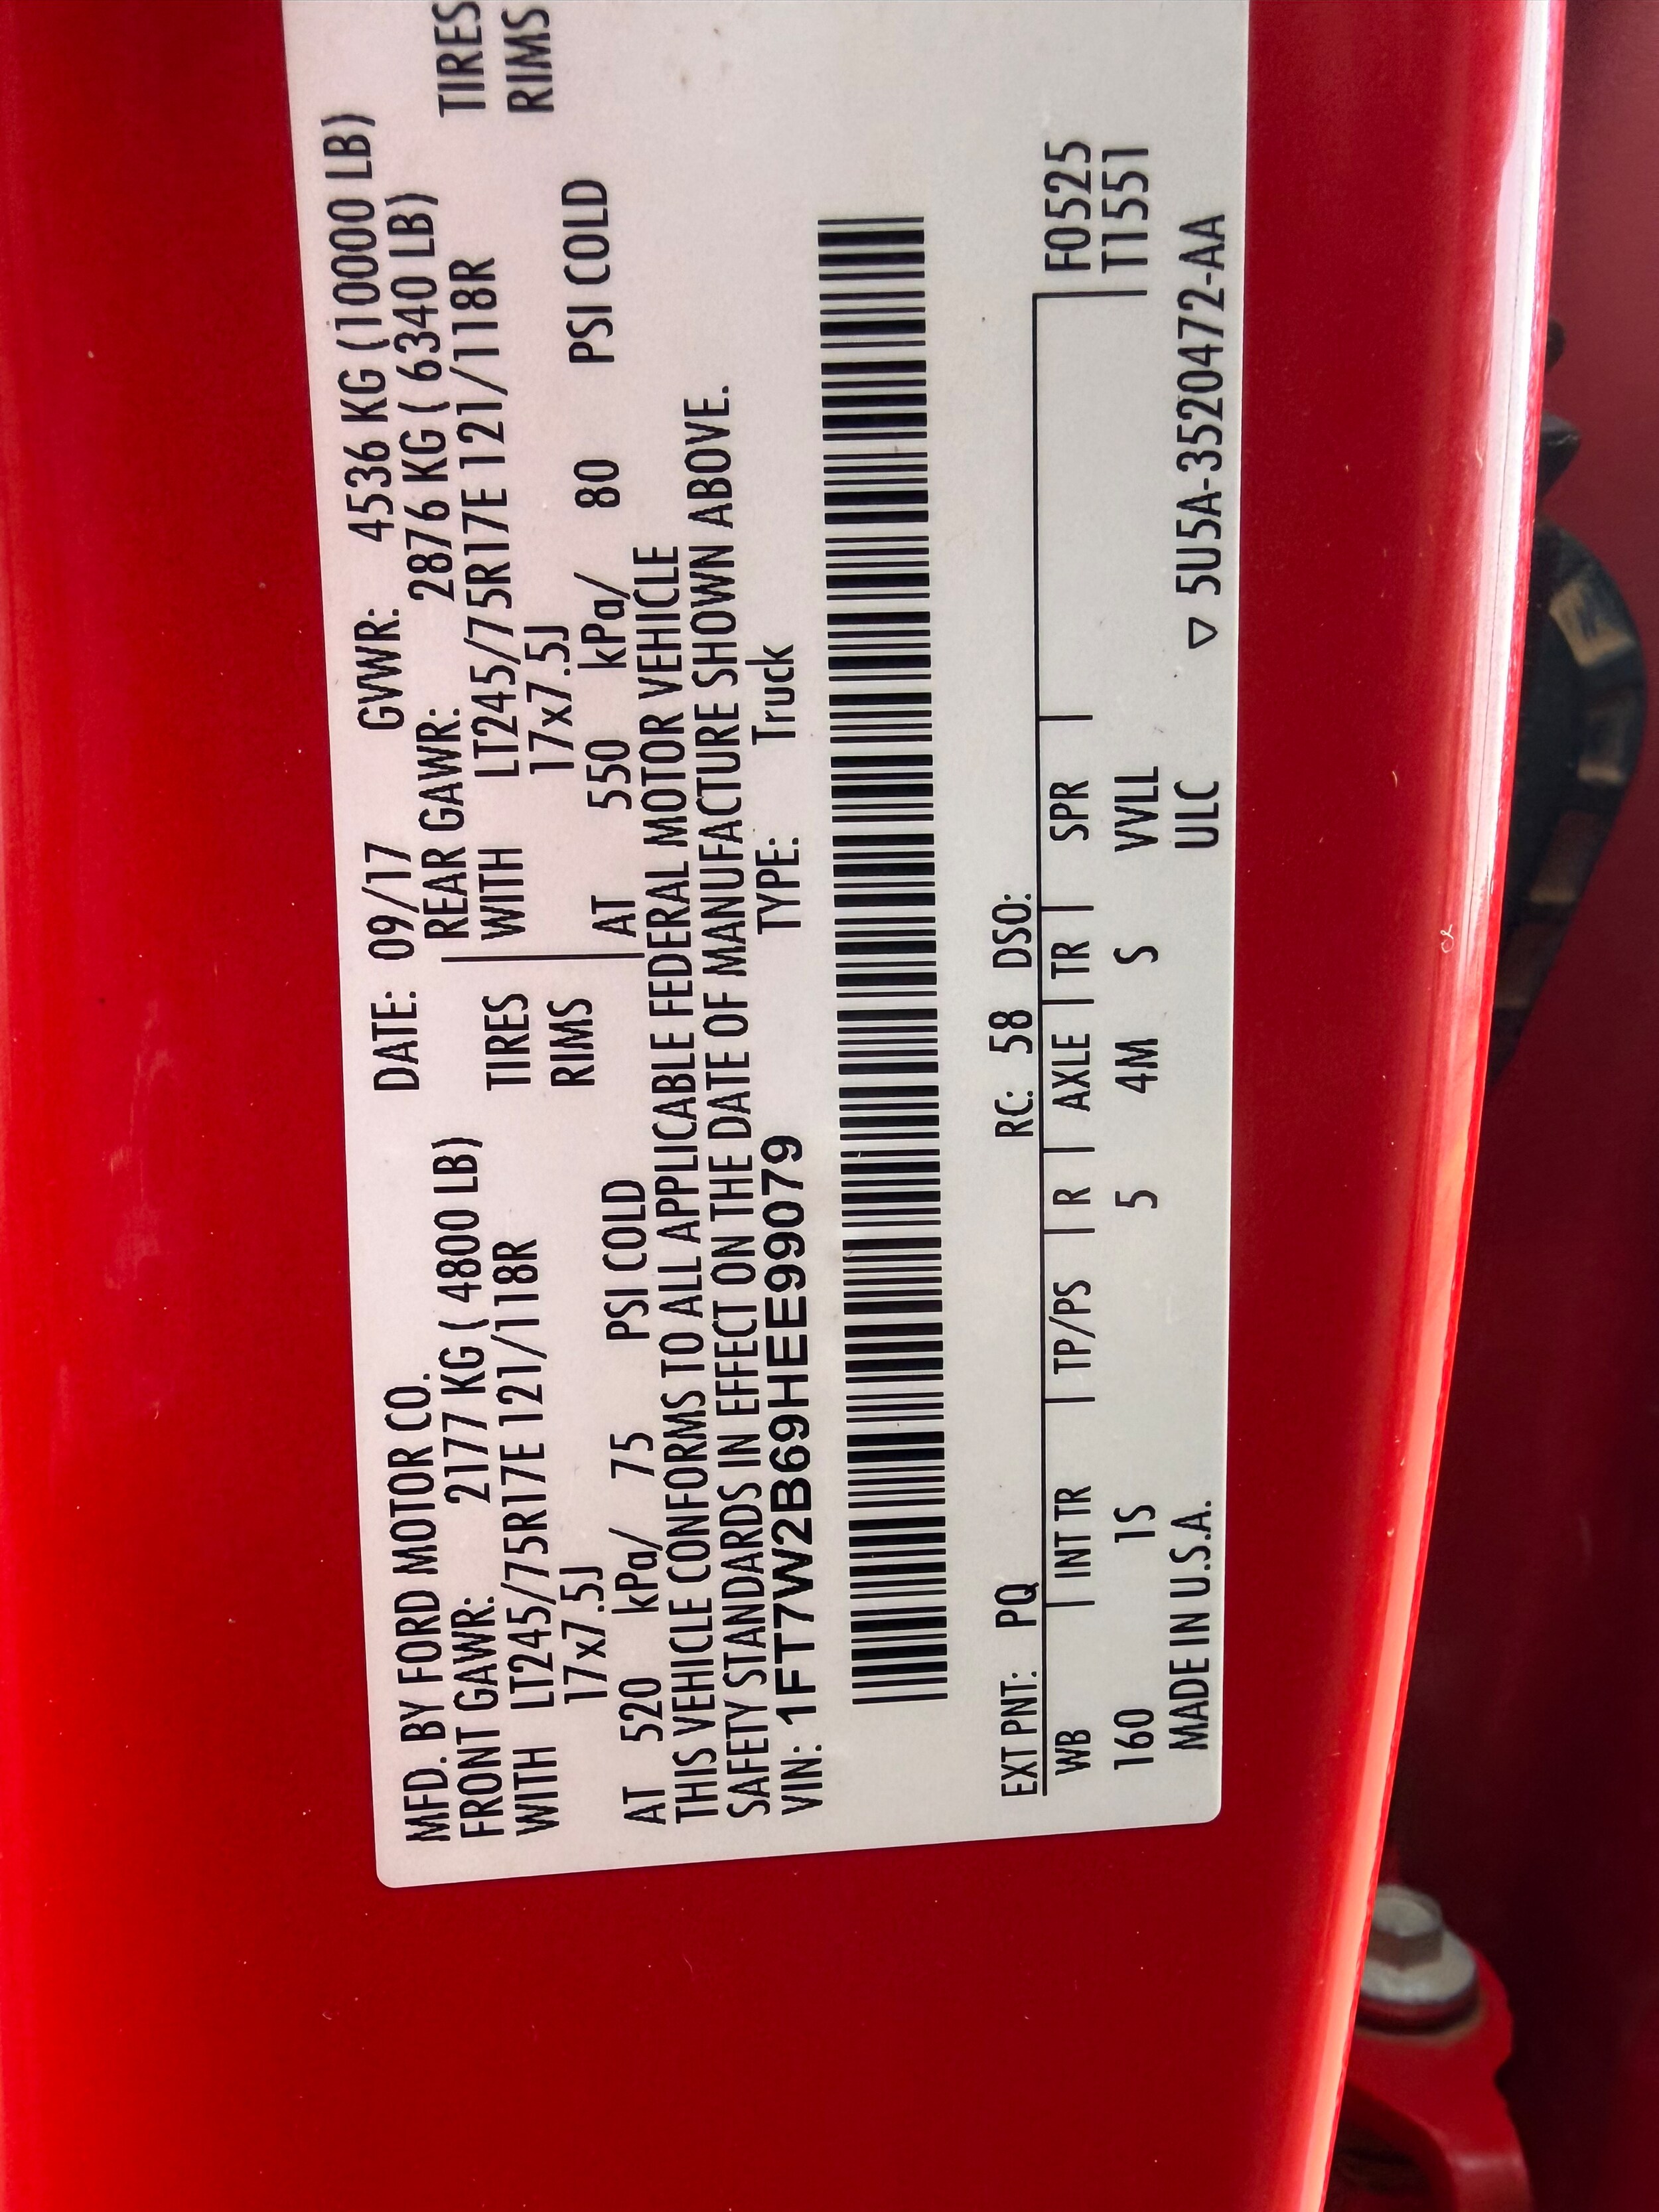 MFD. BY FORD MOTOR CO. DATE: 09/17 GVWR: 4536 KG (10000 LB)
FRONT GAWR: 2177 KG ( 4800 LB) REAR GAWR: 2876 KG ( 6340 LB)
WITH LT245/75R17E 121/118R TIRES WITH LT245/75R17E 121/118R TIRES
17x7.5J RIMS 17x7.5J RIMS
AT 520 kPa/ 75 PSI COLD AT 550 kPa/ 80 PSI COLD
THIS VEHICLE CONFORMS TO ALL APPLICABLE FEDERAL MOTOR VEHICLE
SAFETY STANDARDS IN EFFECT ON THE DATE OF MANUFACTURE SHOWN ABOVE.
VIN: 1FT7W2B69HEE99079 TYPE: Truck
EXT PNT: PQ RC: 58 DSO:
WB INT TR TP/PS R AXLE TR SPR F0525
160 1S 5 4M S VVLL T1551
MADE IN U.S.A. ULC ▽ 5U5A-3520472-AA